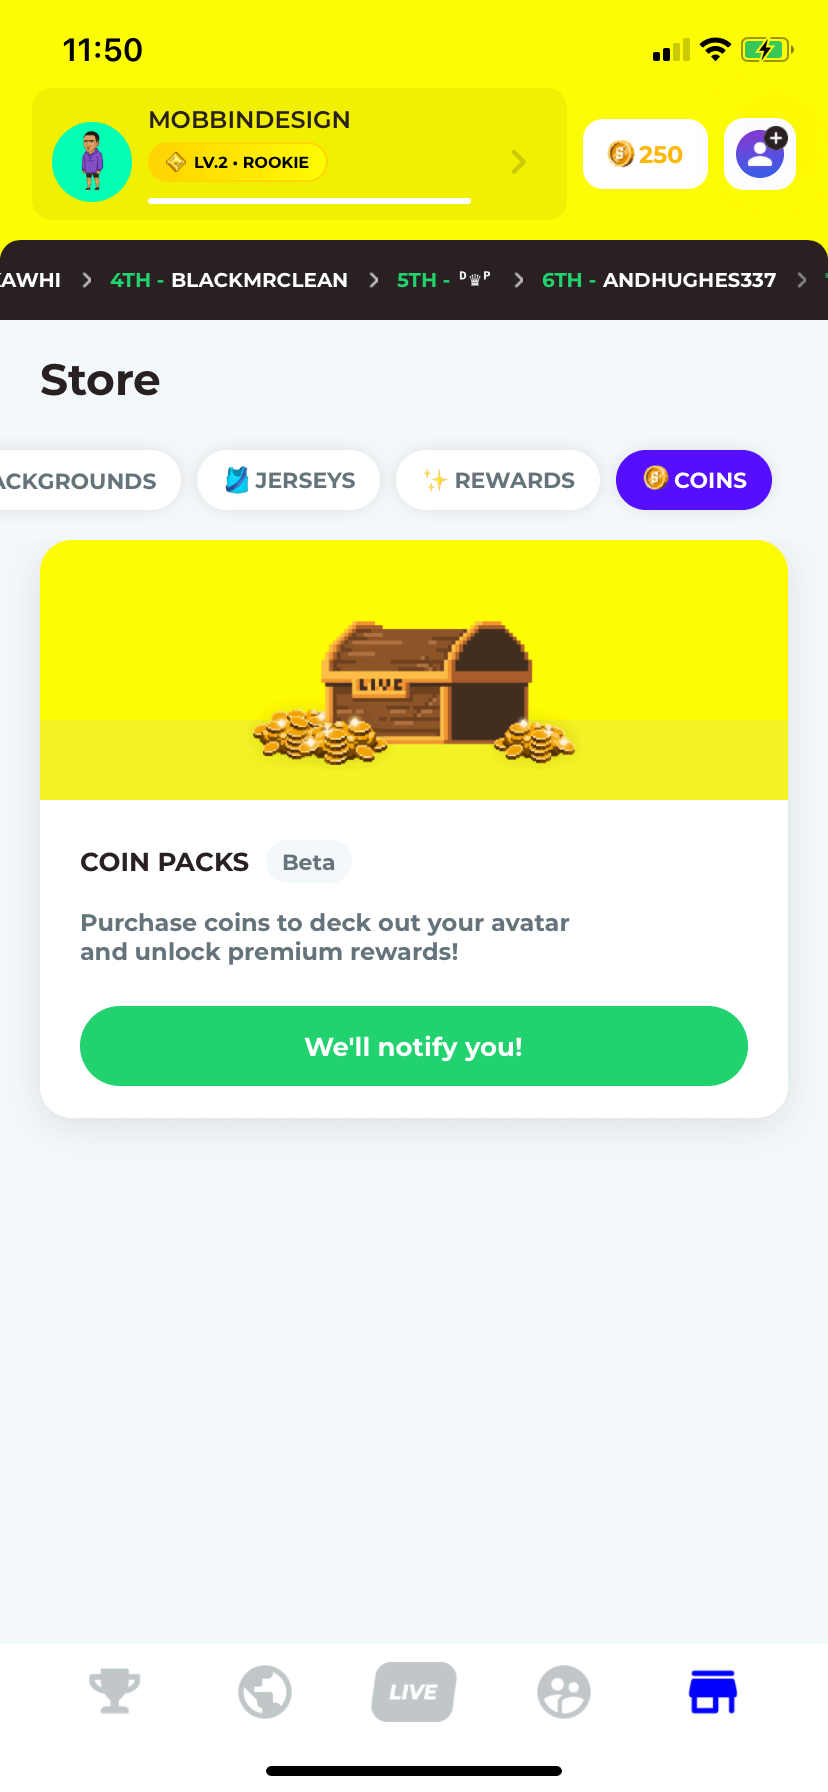 11:50
MOBBINDESIGN
LV.2 • ROOKIE
250
KAWHI > 4TH - BLACKMRCLEAN > 5TH - ᴰ♛ᴾ > 6TH - ANDHUGHES337 >
Store
ACKGROUNDS
JERSEYS
REWARDS
COINS
LIVE
COIN PACKS
Beta
Purchase coins to deck out your avatar
and unlock premium rewards!
We'll notify you!
LIVE